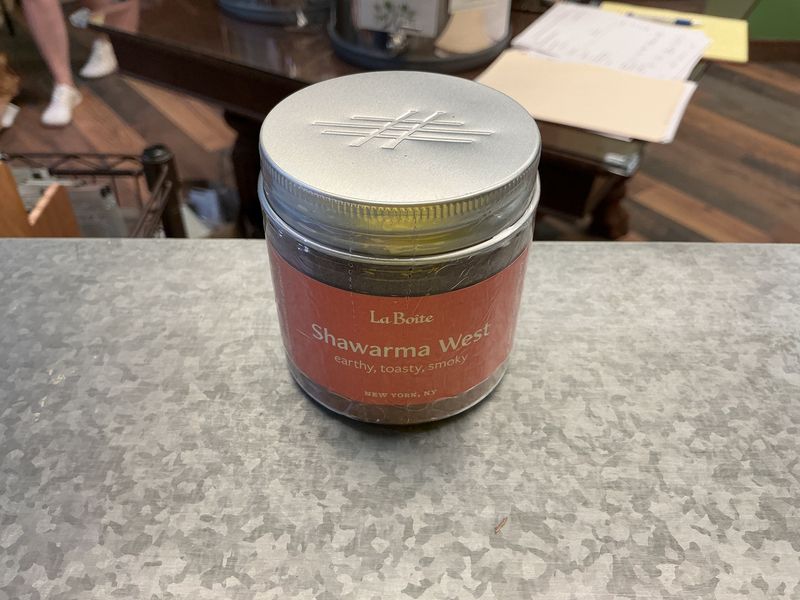 La Boîte
Shawarma West
earthy, toasty, smoky
NEW YORK, NY